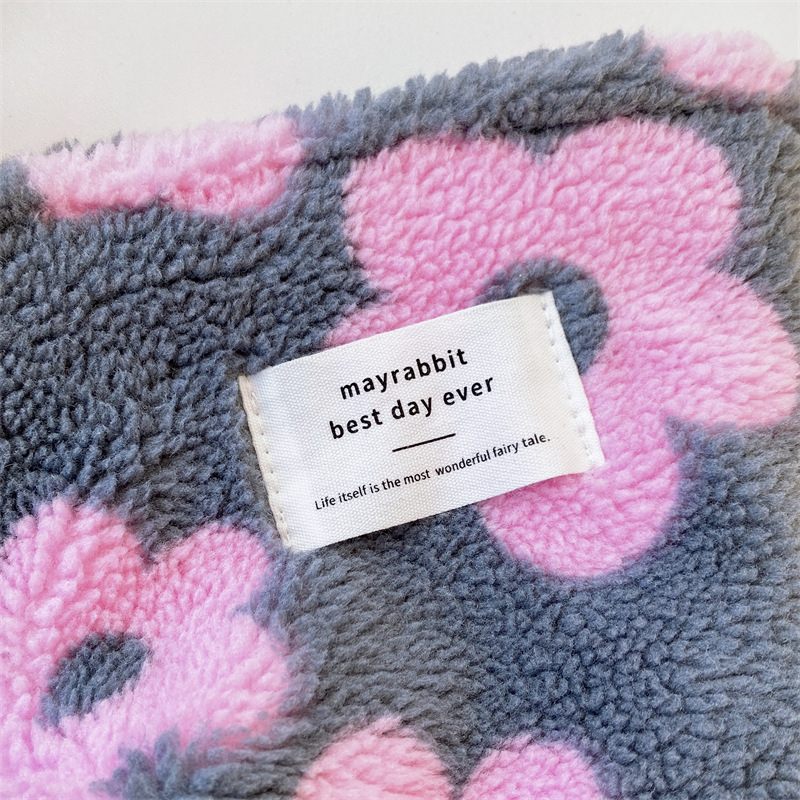 mayrabbit
best day ever
Life itself is the most wonderful fairy tale.